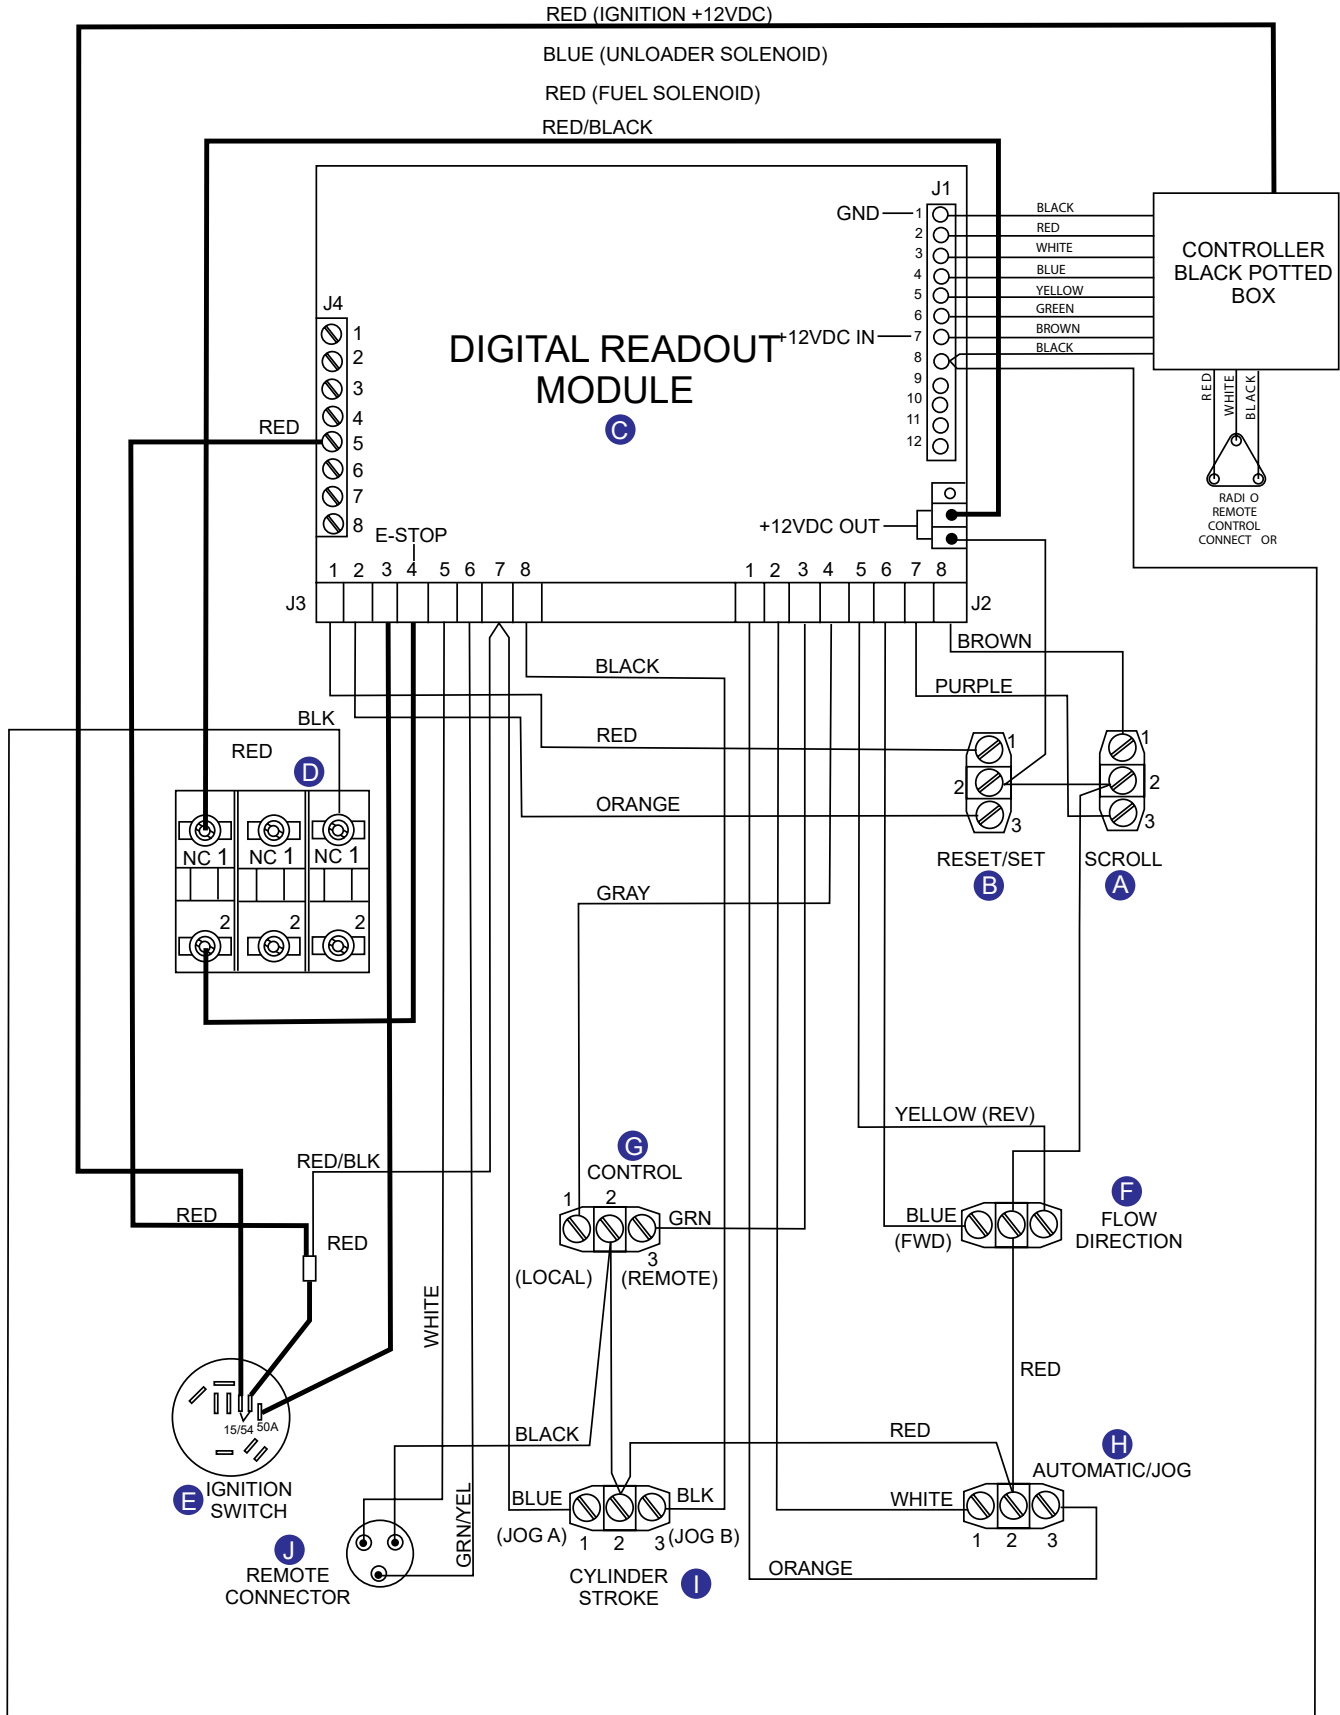 RED (IGNITION +12VDC)
BLUE (UNLOADER SOLENOID)
RED (FUEL SOLENOID)
RED/BLACK
J1
GND
1
2
3
4
5
6
+12VDC IN
7
8
9
10
11
12
BLACK
RED
WHITE
BLUE
YELLOW
GREEN
BROWN
BLACK
CONTROLLER
BLACK POTTED
BOX
RED
WHITE
BLACK
RADI O
REMOTE
CONTROL
CONNECT OR
J4
1
2
3
4
5
6
7
8
RED
DIGITAL READOUT
MODULE
C
+12VDC OUT
E-STOP
1 2 3 4 5 6 7 8
1 2 3 4 5 6 7 8
J3
J2
BROWN
BLACK
PURPLE
BLK
RED
D
RED
ORANGE
1
2
3
1
2
3
RESET/SET
B
SCROLL
A
NC 1
NC 1
NC 1
2
2
2
GRAY
YELLOW (REV)
G
CONTROL
1
2
3
GRN
(LOCAL)
(REMOTE)
BLUE
(FWD)
F
FLOW
DIRECTION
RED/BLK
RED
RED
WHITE
RED
15/54
50A
E
IGNITION
SWITCH
BLACK
RED
H
AUTOMATIC/JOG
GRN/YEL
BLUE
(JOG A)
1
2
3
BLK
(JOG B)
WHITE
1
2
3
J
REMOTE
CONNECTOR
CYLINDER
STROKE
I
ORANGE